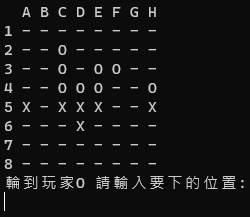 A B C D E F G H
1 - - - - - - - -
2 - - O - - - - -
3 - - O - O O - -
4 - - O O O - - O
5 X - X X X - - X
6 - - - X - - - -
7 - - - - - - - -
8 - - - - - - - -
輪到玩家O 請輸入要下的位置: